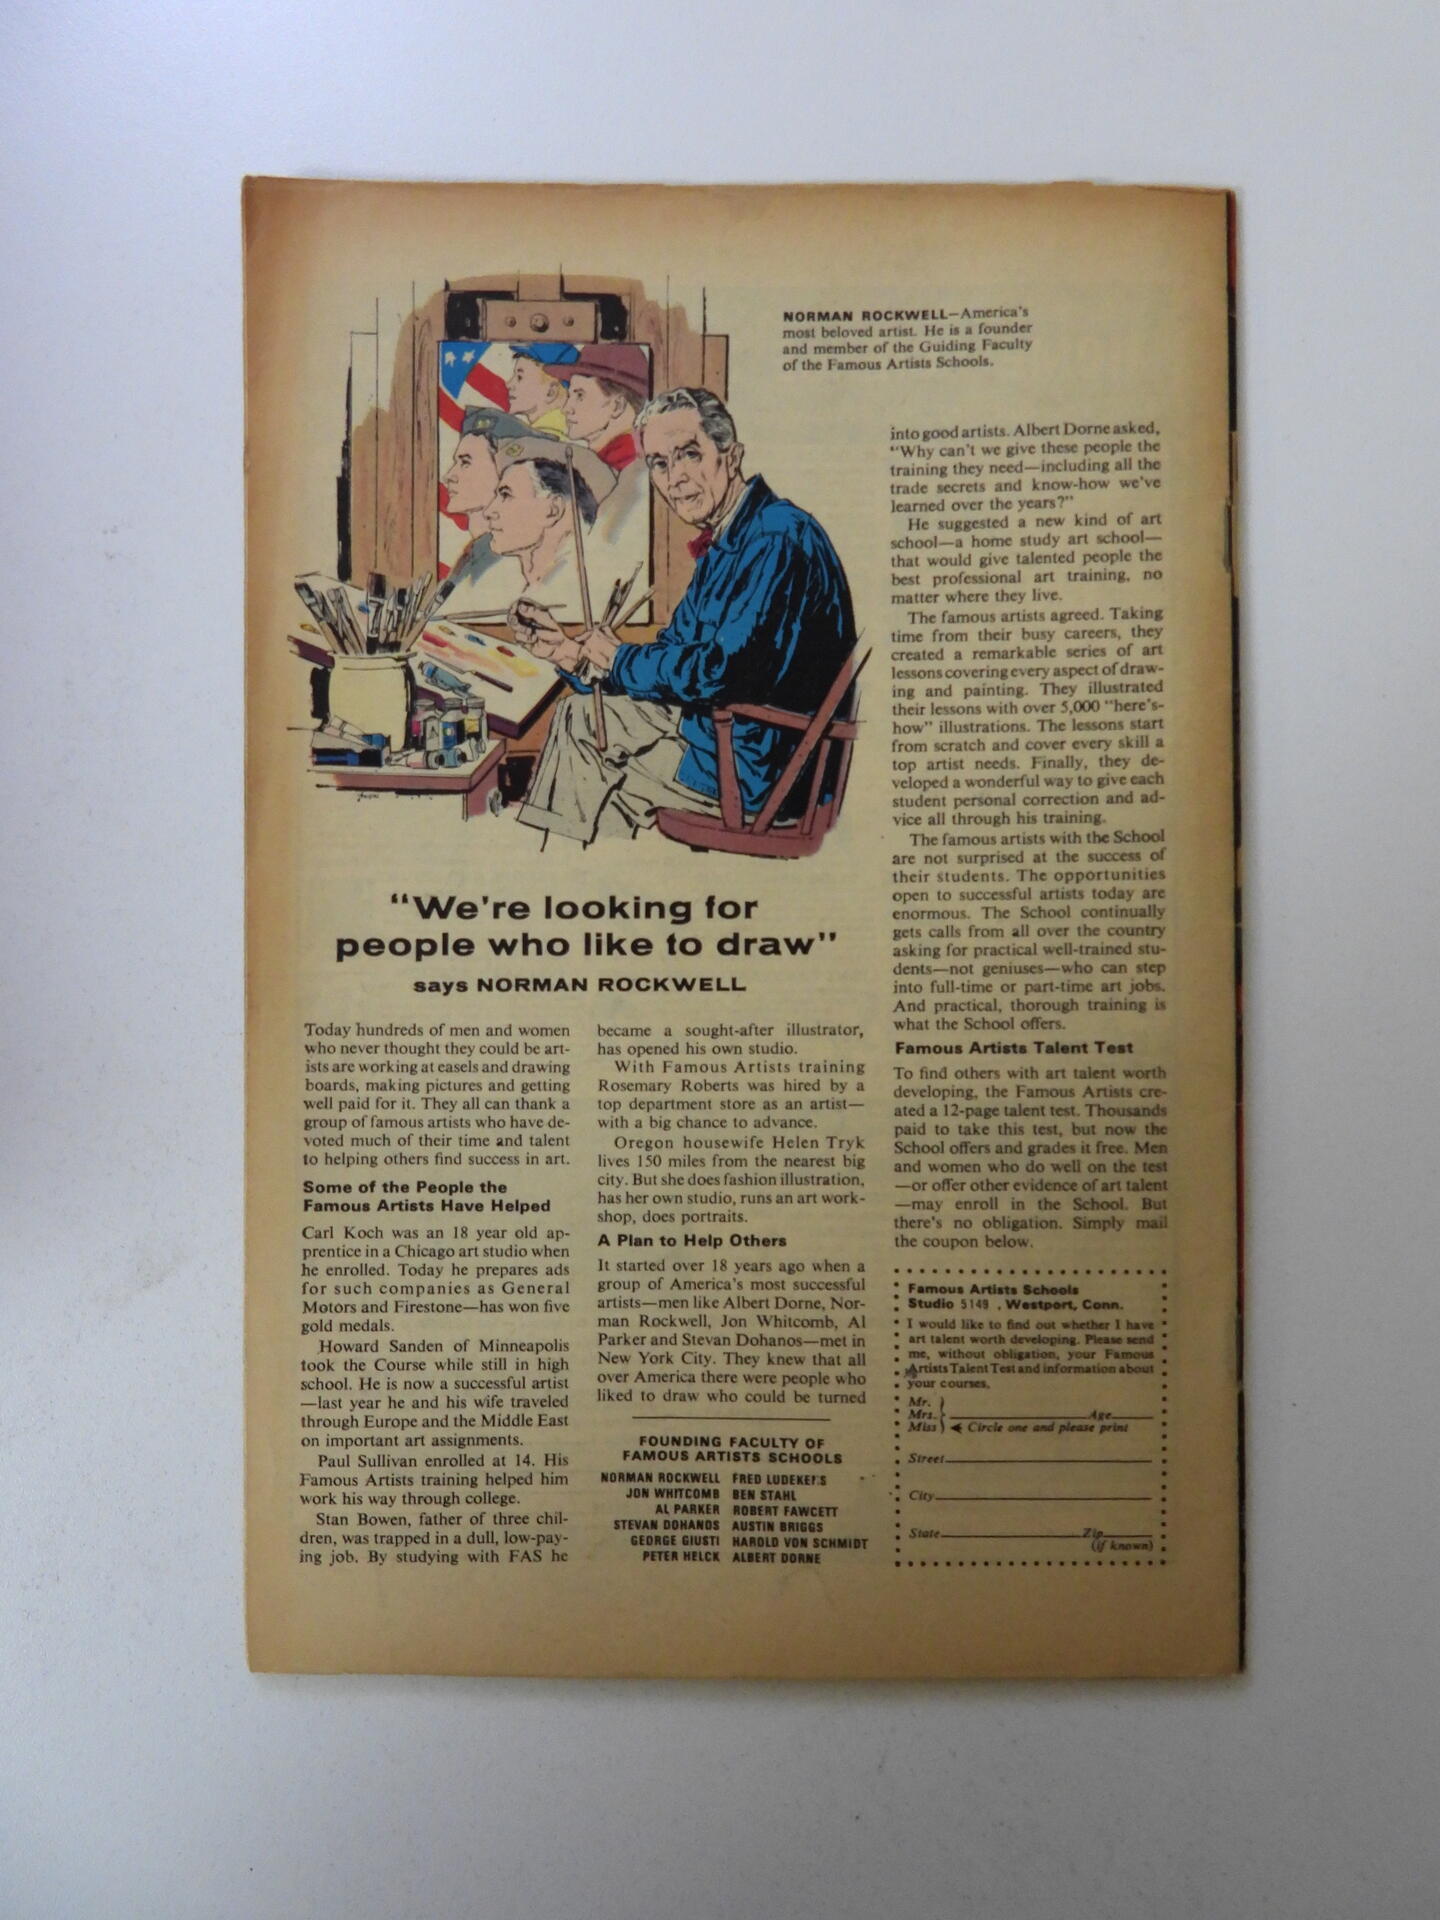 NORMAN ROCKWELL—America's
most beloved artist. He is a founder
and member of the Guiding Faculty
of the Famous Artists Schools.
"We're looking for
people who like to draw"
says NORMAN ROCKWELL
Today hundreds of men and women
who never thought they could be art-
ists are working at easels and drawing
boards, making pictures and getting
well paid for it. They all can thank a
group of famous artists who have de-
voted much of their time and talent
to helping others find success in art.
Some of the People the
Famous Artists Have Helped
Carl Koch was an 18 year old ap-
prentice in a Chicago art studio when
he enrolled. Today he prepares ads
for such companies as General
Motors and Firestone—has won five
gold medals.
Howard Sanden of Minneapolis
took the Course while still in high
school. He is now a successful artist
—last year he and his wife traveled
through Europe and the Middle East
on important art assignments.
Paul Sullivan enrolled at 14. His
Famous Artists training helped him
work his way through college.
Stan Bowen, father of three chil-
dren, was trapped in a dull, low-pay-
ing job. By studying with FAS he
became a sought-after illustrator,
has opened his own studio.
With Famous Artists training
Rosemary Roberts was hired by a
top department store as an artist—
with a big chance to advance.
Oregon housewife Helen Tryk
lives 150 miles from the nearest big
city. But she does fashion illustration,
has her own studio, runs an art work-
shop, does portraits.
A Plan to Help Others
It started over 18 years ago when a
group of America's most successful
artists—men like Albert Dorne, Nor-
man Rockwell, Jon Whitcomb, Al
Parker and Stevan Dohanos—met in
New York City. They knew that all
over America there were people who
liked to draw who could be turned
FOUNDING FACULTY OF
FAMOUS ARTISTS SCHOOLS
NORMAN ROCKWELL FRED LUDEKENS
JON WHITCOMB BEN STAHL
AL PARKER ROBERT FAWCETT
STEVAN DOHANOS AUSTIN BRIGGS
GEORGE GIUSTI HAROLD VON SCHMIDT
PETER HELCK ALBERT DORNE
into good artists. Albert Dorne asked,
"Why can't we give these people the
training they need—including all the
trade secrets and know-how we've
learned over the years?"
He suggested a new kind of art
school—a home study art school—
that would give talented people the
best professional art training, no
matter where they live.
The famous artists agreed. Taking
time from their busy careers, they
created a remarkable series of art
lessons covering every aspect of draw-
ing and painting. They illustrated
their lessons with over 5,000 "here's-
how" illustrations. The lessons start
from scratch and cover every skill a
top artist needs. Finally, they de-
veloped a wonderful way to give each
student personal correction and ad-
vice all through his training.
The famous artists with the School
are not surprised at the success of
their students. The opportunities
open to successful artists today are
enormous. The School continually
gets calls from all over the country
asking for practical well-trained stu-
dents—not geniuses—who can step
into full-time or part-time art jobs.
And practical, thorough training is
what the School offers.
Famous Artists Talent Test
To find others with art talent worth
developing, the Famous Artists cre-
ated a 12-page talent test. Thousands
paid to take this test, but now the
School offers and grades it free. Men
and women who do well on the test
—or offer other evidence of art talent
—may enroll in the School. But
there's no obligation. Simply mail
the coupon below.
Famous Artists Schools
Studio 5149 , Westport, Conn.
I would like to find out whether I have
art talent worth developing. Please send
me, without obligation, your Famous
Artists Talent Test and information about
your courses.
Mr.
Mrs. Age
Miss Circle one and please print
Street
City
State Zip
(if known)